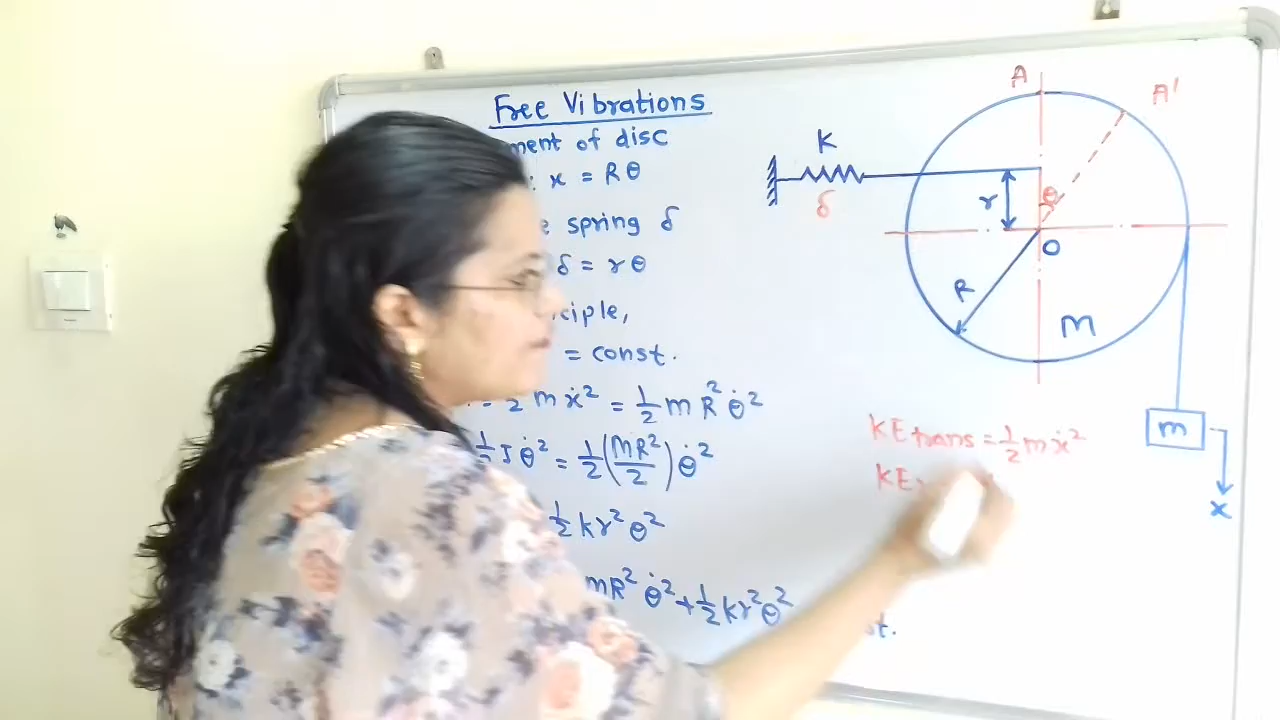 Free Vibrations
ment of disc
: x = Rθ
spring δ
δ = rθ
ciple,
= const.
= 1/2 m ẋ² = 1/2 m R² θ̇²
1/2 J θ̇² = 1/2 (MR²/2) θ̇²
1/2 k r² θ²
mR² θ̇² + 1/2 k r² θ²
st.
A
A'
K
δ
r
θ
O
R
M
m
x
KE trans = 1/2 m ẋ²
KE